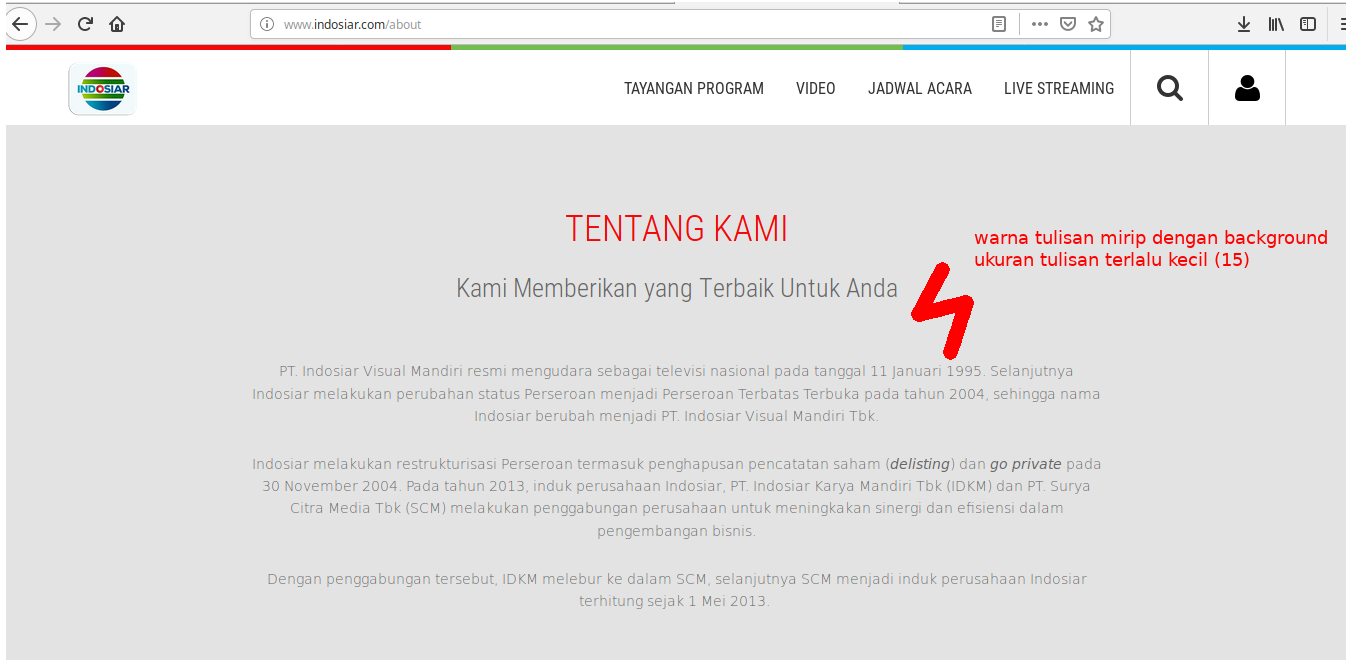 www.indosiar.com/about
INDOSIAR
TAYANGAN PROGRAM VIDEO JADWAL ACARA LIVE STREAMING
TENTANG KAMI
warna tulisan mirip dengan background
ukuran tulisan terlalu kecil (15)
Kami Memberikan yang Terbaik Untuk Anda
PT. Indosiar Visual Mandiri resmi mengudara sebagai televisi nasional pada tanggal 11 Januari 1995. Selanjutnya
Indosiar melakukan perubahan status Perseroan menjadi Perseroan Terbatas Terbuka pada tahun 2004, sehingga nama
Indosiar berubah menjadi PT. Indosiar Visual Mandiri Tbk.
Indosiar melakukan restrukturisasi Perseroan termasuk penghapusan pencatatan saham (delisting) dan go private pada
30 November 2004. Pada tahun 2013, induk perusahaan Indosiar, PT. Indosiar Karya Mandiri Tbk (IDKM) dan PT. Surya
Citra Media Tbk (SCM) melakukan penggabungan perusahaan untuk meningkakan sinergi dan efisiensi dalam
pengembangan bisnis.
Dengan penggabungan tersebut, IDKM melebur ke dalam SCM, selanjutnya SCM menjadi induk perusahaan Indosiar
terhitung sejak 1 Mei 2013.